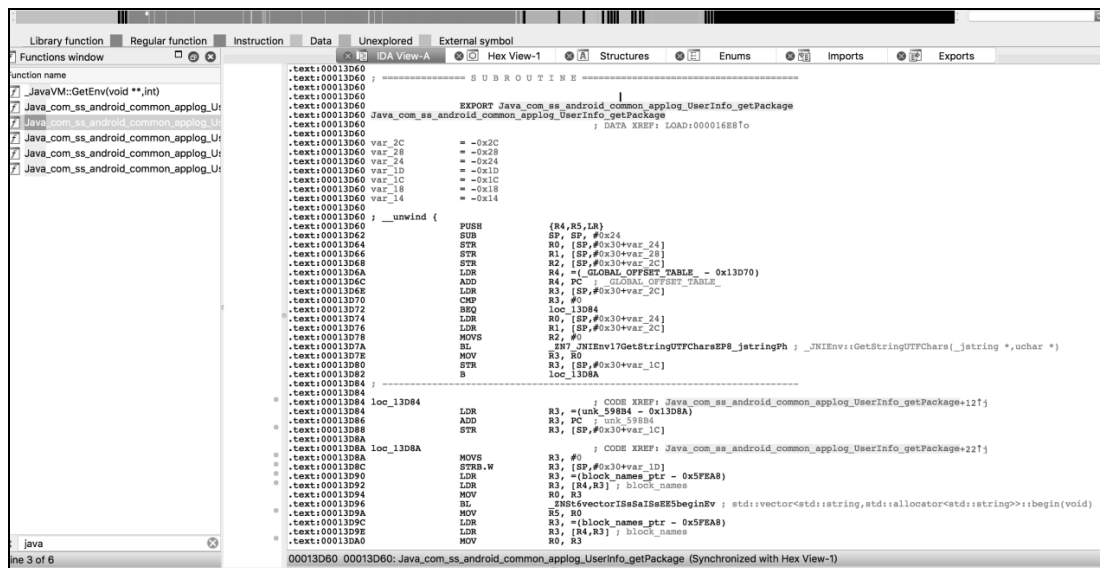 Library function Regular function Instruction Data Unexplored External symbol
Functions window
IDA View-A Hex View-1 Structures Enums Imports Exports
Function name
_JavaVM::GetEnv(void **,int)
Java_com_ss_android_common_applog_Us
Java_com_ss_android_common_applog_Us
Java_com_ss_android_common_applog_Us
Java_com_ss_android_common_applog_Us
Java_com_ss_android_common_applog_Us
.text:00013D60
.text:00013D60 ; =============== S U B R O U T I N E =======================================
.text:00013D60
.text:00013D60
.text:00013D60 EXPORT Java_com_ss_android_common_applog_UserInfo_getPackage
.text:00013D60 Java_com_ss_android_common_applog_UserInfo_getPackage
.text:00013D60 ; DATA XREF: LOAD:000016E8↑o
.text:00013D60
.text:00013D60 var_2C = -0x2C
.text:00013D60 var_28 = -0x28
.text:00013D60 var_24 = -0x24
.text:00013D60 var_1D = -0x1D
.text:00013D60 var_1C = -0x1C
.text:00013D60 var_18 = -0x18
.text:00013D60 var_14 = -0x14
.text:00013D60
.text:00013D60 ; __unwind {
.text:00013D60 PUSH {R4,R5,LR}
.text:00013D62 SUB SP, SP, #0x24
.text:00013D64 STR R0, [SP,#0x30+var_24]
.text:00013D66 STR R1, [SP,#0x30+var_28]
.text:00013D68 STR R2, [SP,#0x30+var_2C]
.text:00013D6A LDR R4, =(_GLOBAL_OFFSET_TABLE_ - 0x13D70)
.text:00013D6C ADD R4, PC ; _GLOBAL_OFFSET_TABLE_
.text:00013D6E LDR R3, [SP,#0x30+var_2C]
.text:00013D70 CMP R3, #0
.text:00013D72 BEQ loc_13D84
.text:00013D74 LDR R0, [SP,#0x30+var_24]
.text:00013D76 LDR R1, [SP,#0x30+var_2C]
.text:00013D78 MOVS R2, #0
.text:00013D7A BL _ZN7_JNIEnv17GetStringUTFCharsEP8_jstringPh ; _JNIEnv::GetStringUTFChars(_jstring *,uchar *)
.text:00013D7E MOV R3, R0
.text:00013D80 STR R3, [SP,#0x30+var_1C]
.text:00013D82 B loc_13D8A
.text:00013D84 ; ---------------------------------------------------------------------------
.text:00013D84
.text:00013D84 loc_13D84 ; CODE XREF: Java_com_ss_android_common_applog_UserInfo_getPackage+12↑j
.text:00013D84 LDR R3, =(unk_598B4 - 0x13D8A)
.text:00013D86 ADD R3, PC ; unk_598B4
.text:00013D88 STR R3, [SP,#0x30+var_1C]
.text:00013D8A
.text:00013D8A loc_13D8A ; CODE XREF: Java_com_ss_android_common_applog_UserInfo_getPackage+22↑j
.text:00013D8A MOVS R3, #0
.text:00013D8C STRB.W R3, [SP,#0x30+var_1D]
.text:00013D90 LDR R3, =(block_names_ptr - 0x5FEA8)
.text:00013D92 LDR R3, [R4,R3] ; block_names
.text:00013D94 MOV R0, R3
.text:00013D96 BL _ZNSt6vectorISsSaISsEE5beginEv ; std::vector<std::string,std::allocator<std::string>>::begin(void)
.text:00013D9A MOV R5, R0
.text:00013D9C LDR R3, =(block_names_ptr - 0x5FEA8)
.text:00013D9E LDR R3, [R4,R3] ; block_names
.text:00013DA0 MOV R0, R3
java
ine 3 of 6
00013D60 00013D60: Java_com_ss_android_common_applog_UserInfo_getPackage (Synchronized with Hex View-1)